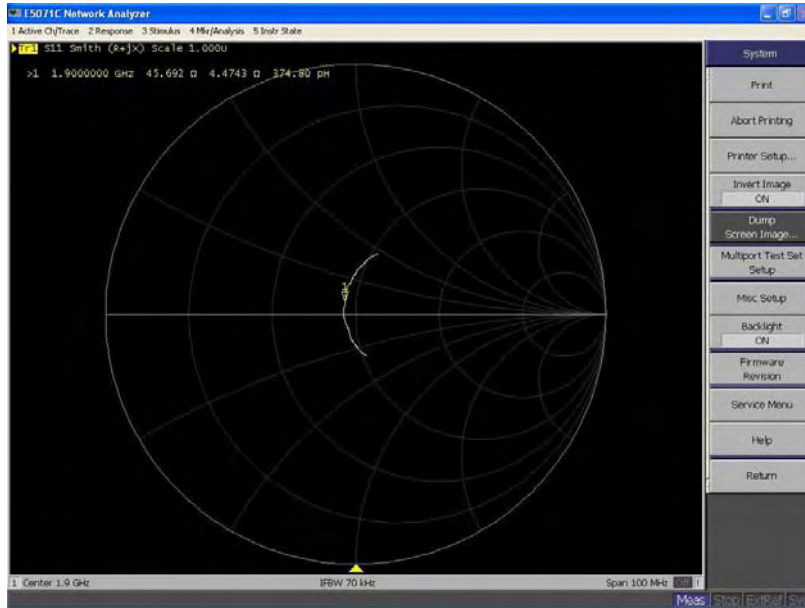 E5071C Network Analyzer
1 Active Ch/Trace 2 Response 3 Stimulus 4 Mkr/Analysis 5 Instr State
Tr1 S11 Smith (R+jX) Scale 1.000U
>1 1.9000000 GHz 45.692 Ω 4.4743 Ω 374.80 pH
1
System
Print
Abort Printing
Printer Setup...
Invert Image
ON
Dump
Screen Image...
Multiport Test Set
Setup
Misc Setup
Backlight
ON
Firmware
Revision
Service Menu
Help
Return
1 Center 1.9 GHz IFBW 70 kHz Span 100 MHz Off !
Meas Stop ExtRef Sv